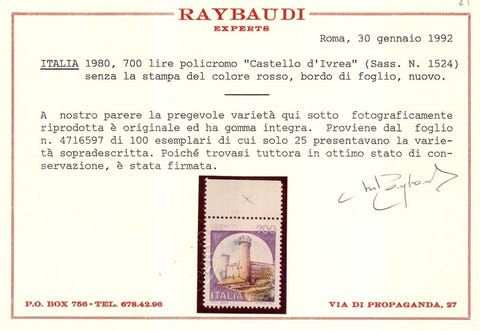 RAYBAUDI
EXPERTS
Roma, 30 gennaio 1992
ITALIA 1980, 700 lire policromo "Castello d'Ivrea" (Sass. N. 1524)
senza la stampa del colore rosso, bordo di foglio, nuovo.
A nostro parere la pregevole varietà qui sotto fotograficamente
riprodotta è originale ed ha gomma integra. Proviene dal foglio
n. 4716597 di 100 esemplari di cui solo 25 presentavano la varie-
tà sopradescritta. Poiché trovasi tuttora in ottimo stato di con-
servazione, è stata firmata.
700
ITALIA
P.O. BOX 756 - TEL. 678.42.96
VIA DI PROPAGANDA, 27